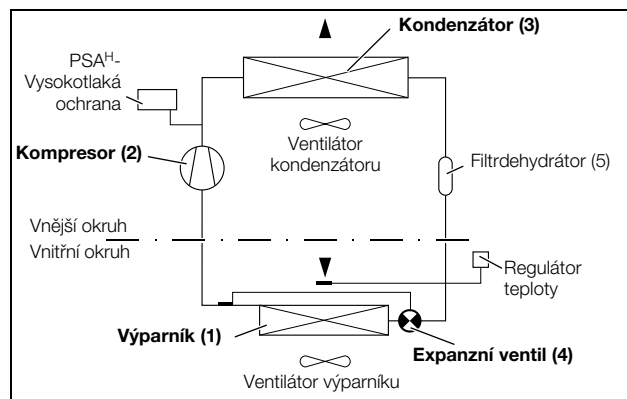 Kondenzátor (3)
PSAᴴ-
Vysokotlaká
ochrana
Ventilátor
kondenzátoru
Kompresor (2)
Filtrdehydrátor (5)
Vnější okruh
Vnitřní okruh
Regulátor
teploty
Výparník (1)
Expanzní ventil (4)
Ventilátor výparníku